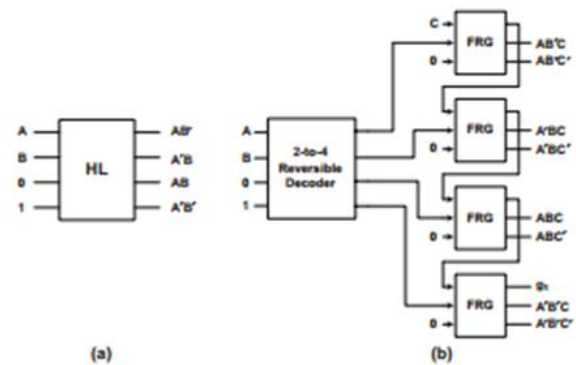 A
B
0
1
HL
AB'
A'B
AB
A'B'
(a)
A
B
0
1
2-to-4
Reversible
Decoder
C
0
FRG
AB'C
AB'C'
0
FRG
A'BC
A'BC'
0
FRG
ABC
ABC'
0
FRG
g₁
A'B'C
A'B'C'
(b)